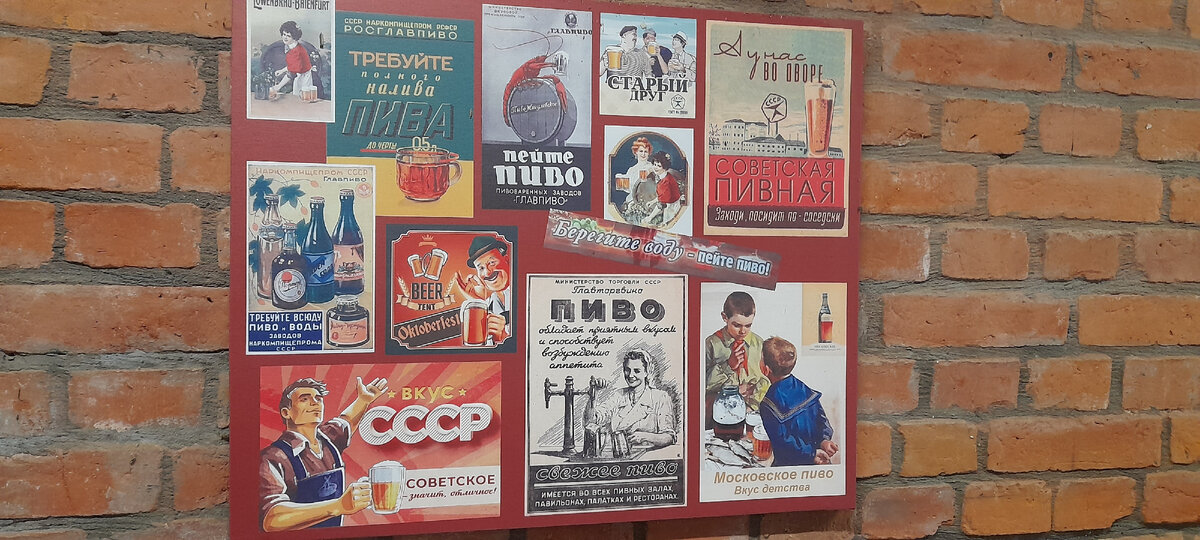 LÖWENBRÄU-BAIENFURT
СССР НАРКОМПИЩЕПРОМ РСФСР
РОСГЛАВПИВО
ТРЕБУЙТЕ
полного
налива
ПИВА
ДО ЧЕРТЫ 0,5л
ГЛАВПИВО
пейте
пиво
ПИВОВАРЕННЫХ ЗАВОДОВ
"ГЛАВПИВО"
СТАРЫЙ
ДРУГ
А у нас
ВО ДВОРЕ
СССР
СОВЕТСКАЯ
ПИВНАЯ
Заходи, посидим по-соседски
НАРКОМПИЩЕПРОМ СССР
ГЛАВПИВО
ТРЕБУЙТЕ ВСЮДУ
ПИВО и ВОДЫ
ЗАВОДОВ
НАРКОМПИЩЕПРОМА
СССР
BEER
TENT
Oktoberfest
Берегите воду - пейте пиво!
МИНИСТЕРСТВО ТОРГОВЛИ СССР
Главторгвино
ПИВО
обладает приятным вкусом
и способствует
возбуждению
аппетита
свежее пиво
ИМЕЕТСЯ ВО ВСЕХ ПИВНЫХ ЗАЛАХ,
ПАВИЛЬОНАХ, ПАЛАТКАХ И РЕСТОРАНАХ.
ВКУС
СССР
СОВЕТСКОЕ
- значит, отличное!
Московское пиво
Вкус детства